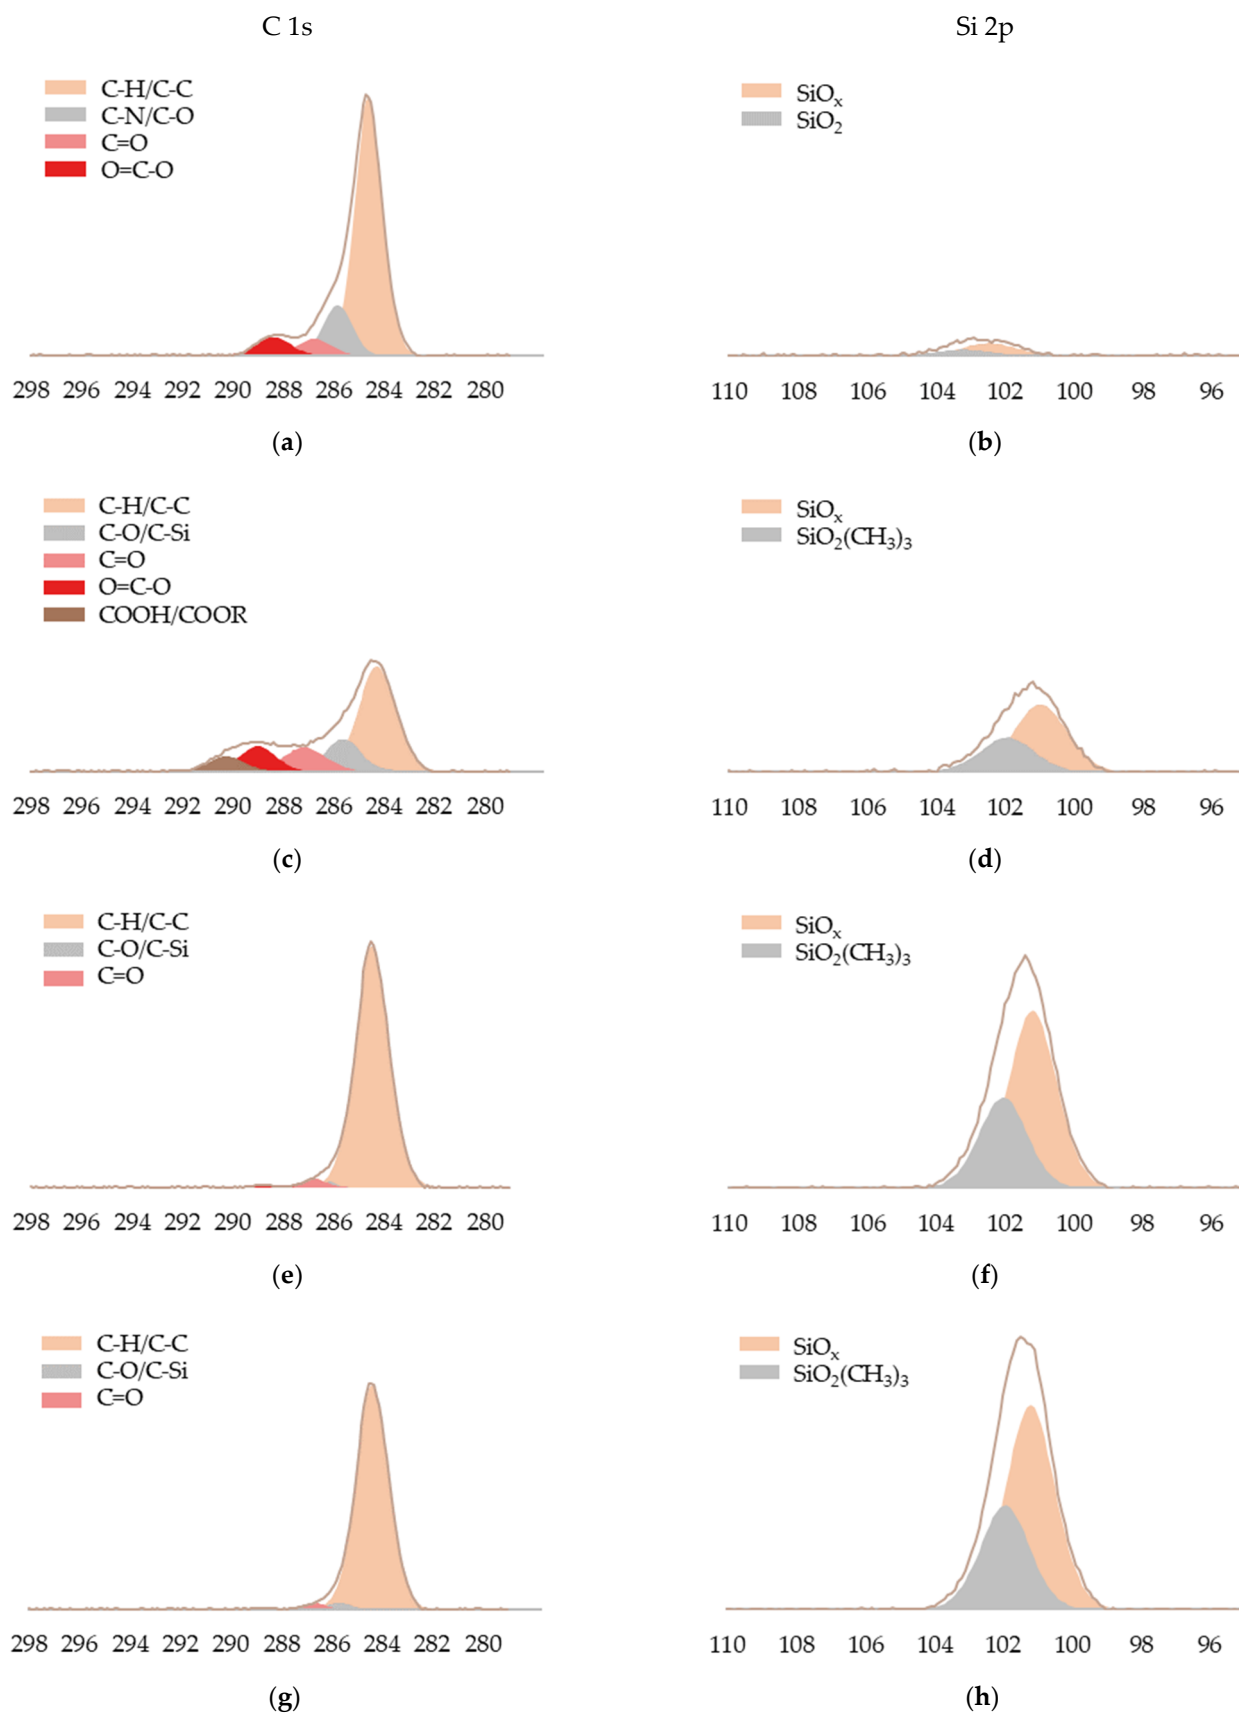 C 1s
Si 2p
C-H/C-C
C-N/C-O
C=O
O=C-O
SiOₓ
SiO₂
298 296 294 292 290 288 286 284 282 280
110 108 106 104 102 100 98 96
(a)
(b)
C-H/C-C
C-O/C-Si
C=O
O=C-O
COOH/COOR
SiOₓ
SiO₂(CH₃)₃
298 296 294 292 290 288 286 284 282 280
110 108 106 104 102 100 98 96
(c)
(d)
C-H/C-C
C-O/C-Si
C=O
SiOₓ
SiO₂(CH₃)₃
298 296 294 292 290 288 286 284 282 280
110 108 106 104 102 100 98 96
(e)
(f)
C-H/C-C
C-O/C-Si
C=O
SiOₓ
SiO₂(CH₃)₃
298 296 294 292 290 288 286 284 282 280
110 108 106 104 102 100 98 96
(g)
(h)